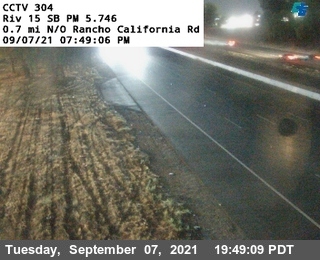 CCTV 304
Riv 15 SB PM 5.746
0.7 mi N/O Rancho California Rd
09/07/21 07:49:06 PM
Tuesday, September 07, 2021 19:49:09 PDT